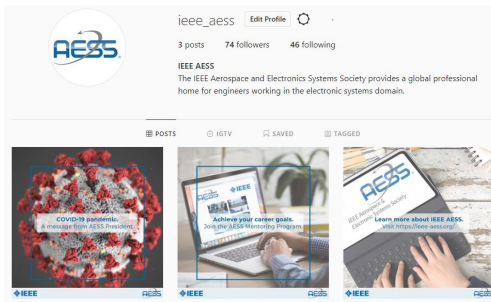 ieee_aess Edit Profile
3 posts 74 followers 46 following
AESS
IEEE AESS
The IEEE Aerospace and Electronics Systems Society provides a global professional
home for engineers working in the electronic systems domain.
POSTS IGTV SAVED TAGGED
COVID-19 pandemic.
A message from AESS President
IEEE AESS
IEEE
Achieve your career goals.
Join the AESS Mentoring Program
IEEE AESS
AESS
IEEE Aerospace &
Electronic Systems Society
Learn more about IEEE AESS.
Visit https://ieee-aess.org/
IEEE AESS